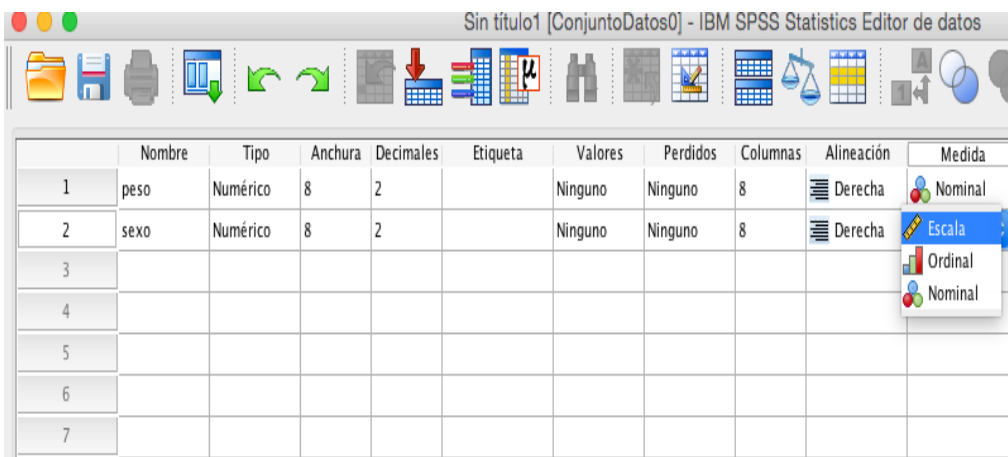 Sin título1 [ConjuntoDatos0] - IBM SPSS Statistics Editor de datos
µ
A
1
Nombre Tipo Anchura Decimales Etiqueta Valores Perdidos Columnas Alineación Medida
1 peso Numérico 8 2 Ninguno Ninguno 8 Derecha Nominal
2 sexo Numérico 8 2 Ninguno Ninguno 8 Derecha Escala
3 Ordinal
4 Nominal
5
6
7